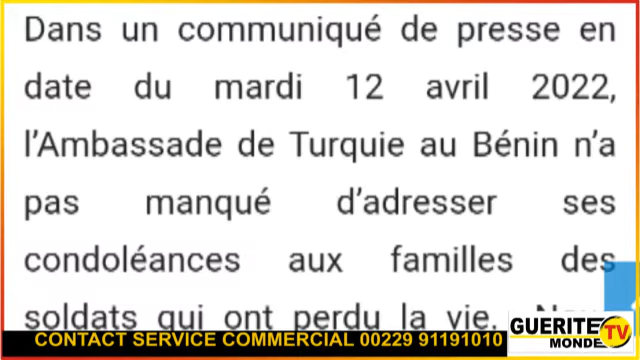 Dans un communiqué de presse en
date du mardi 12 avril 2022,
l’Ambassade de Turquie au Bénin n’a
pas manqué d’adresser ses
condoléances aux familles des
soldats qui ont perdu la vie.
CONTACT SERVICE COMMERCIAL 00229 91191010
GUERITE TV
MONDE